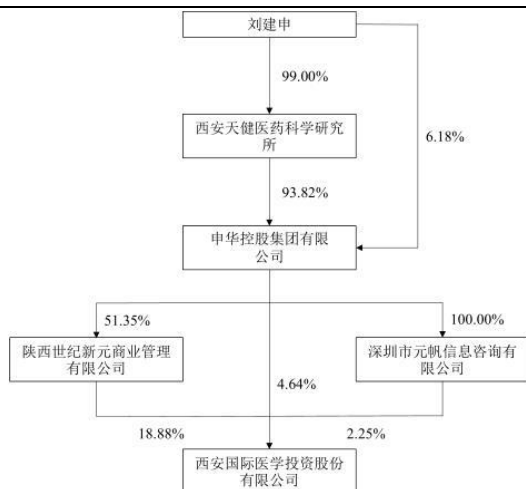 刘建申
99.00%
西安天健医药科学研究
所
6.18%
93.82%
申华控股集团有限
公司
51.35%
100.00%
陕西世纪新元商业管理
有限公司
深圳市元帆信息咨询有
限公司
4.64%
18.88%
2.25%
西安国际医学投资股份
有限公司